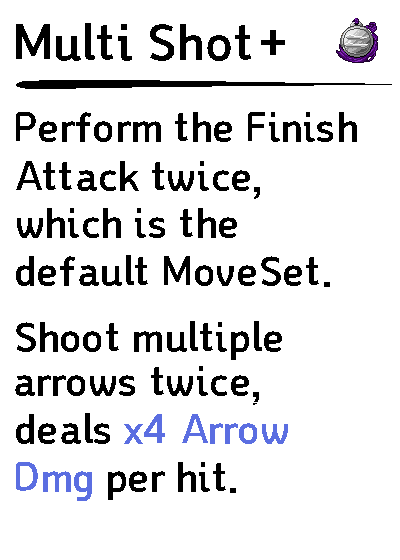 Multi Shot+
Perform the Finish
Attack twice,
which is the
default MoveSet.
Shoot multiple
arrows twice,
deals x4 Arrow
Dmg per hit.